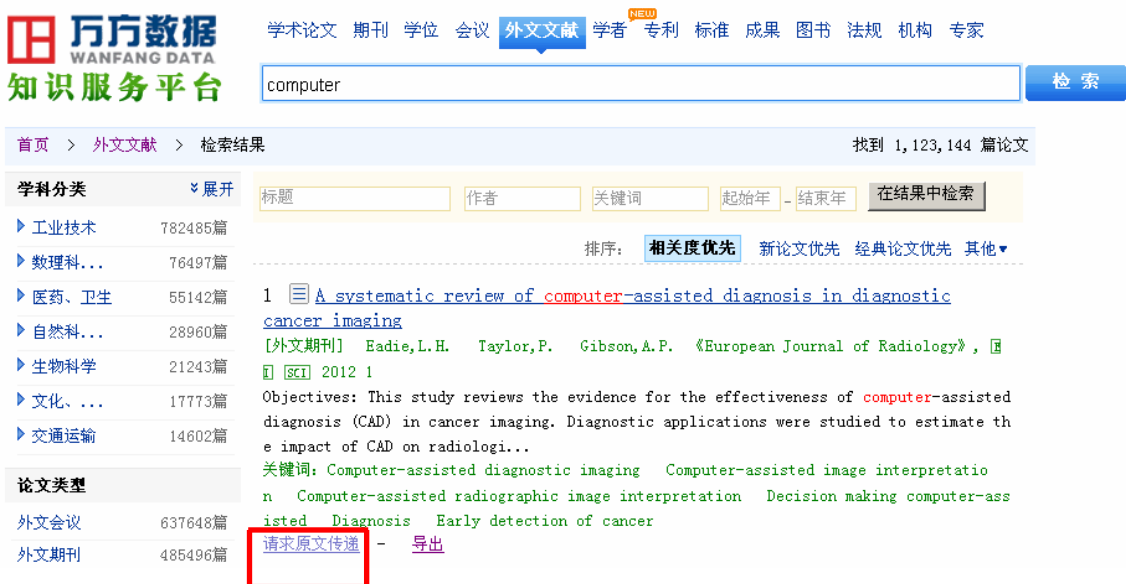 万方数据
WANFANG DATA
知识服务平台
学术论文 期刊 学位 会议 外文文献 学者 NEW 专利 标准 成果 图书 法规 机构 专家
computer
检 索
首页 > 外文文献 > 检索结果
找到 1,123,144 篇论文
学科分类 展开
工业技术 782485篇
数理科... 76497篇
医药、卫生 55142篇
自然科... 28960篇
生物科学 21243篇
文化、... 17773篇
交通运输 14602篇
论文类型
外文会议 637648篇
外文期刊 485496篇
标题 作者 关键词 起始年 - 结束年 在结果中检索
排序: 相关度优先 新论文优先 经典论文优先 其他
1 A systematic review of computer-assisted diagnosis in diagnostic
cancer imaging
[外文期刊] Eadie,L.H. Taylor,P. Gibson,A.P. 《European Journal of Radiology》, E
I SCI 2012 1
Objectives: This study reviews the evidence for the effectiveness of computer-assisted
diagnosis (CAD) in cancer imaging. Diagnostic applications were studied to estimate th
e impact of CAD on radiologi...
关键词: Computer-assisted diagnostic imaging Computer-assisted image interpretatio
n Computer-assisted radiographic image interpretation Decision making computer-ass
isted Diagnosis Early detection of cancer
请求原文传递 - 导出